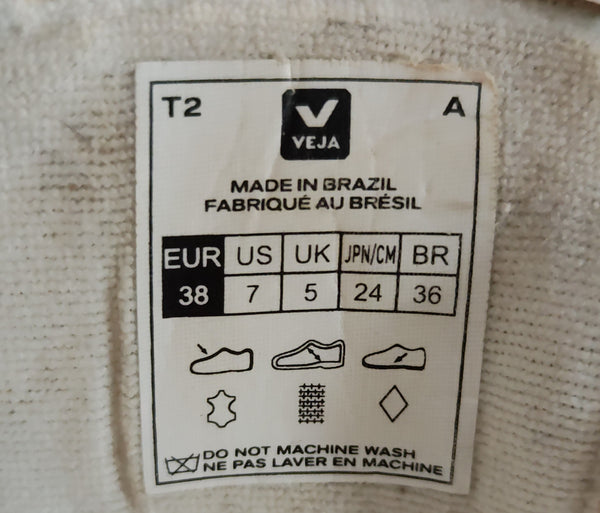 T2 A
V
VEJA
MADE IN BRAZIL
FABRIQUÉ AU BRÉSIL
EUR US UK JPN/CM BR
38 7 5 24 36
DO NOT MACHINE WASH
NE PAS LAVER EN MACHINE